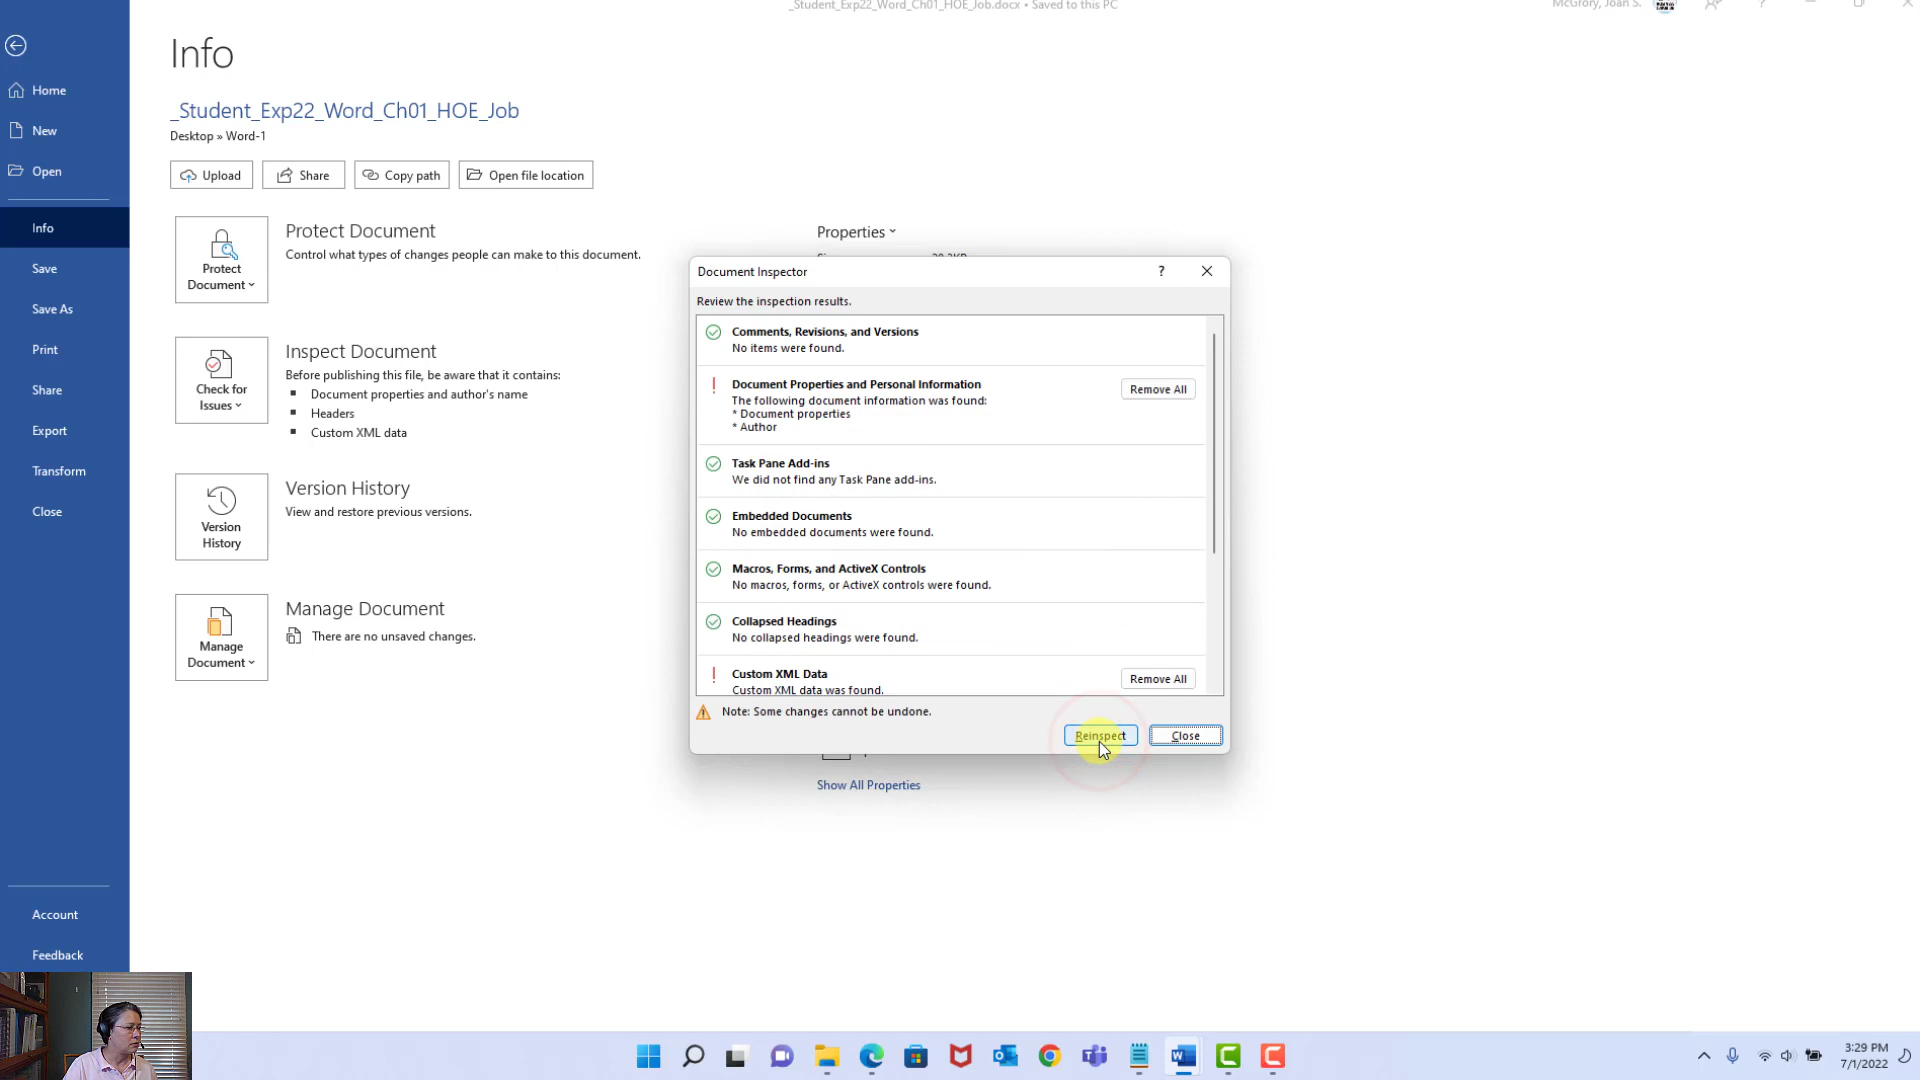 _Student_Exp22_Word_Ch01_HOE_Job.docx • Saved to this PC
McGrory, Joan S.
?
Info
Home
New
Open
Info
Save
Save As
Print
Share
Export
Transform
Close
Account
Feedback
_Student_Exp22_Word_Ch01_HOE_Job
Desktop » Word-1
Upload
Share
Copy path
Open file location
Protect Document
Protect Document
Control what types of changes people can make to this document.
Check for Issues
Inspect Document
Before publishing this file, be aware that it contains:
Document properties and author's name
Headers
Custom XML data
Version History
Version History
View and restore previous versions.
Manage Document
Manage Document
There are no unsaved changes.
Properties
Document Inspector
?
Review the inspection results.
Comments, Revisions, and Versions
No items were found.
Document Properties and Personal Information
Remove All
The following document information was found:
* Document properties
* Author
Task Pane Add-ins
We did not find any Task Pane add-ins.
Embedded Documents
No embedded documents were found.
Macros, Forms, and ActiveX Controls
No macros, forms, or ActiveX controls were found.
Collapsed Headings
No collapsed headings were found.
Custom XML Data
Remove All
Custom XML data was found.
Note: Some changes cannot be undone.
Reinspect
Close
Show All Properties
3:29 PM
7/1/2022